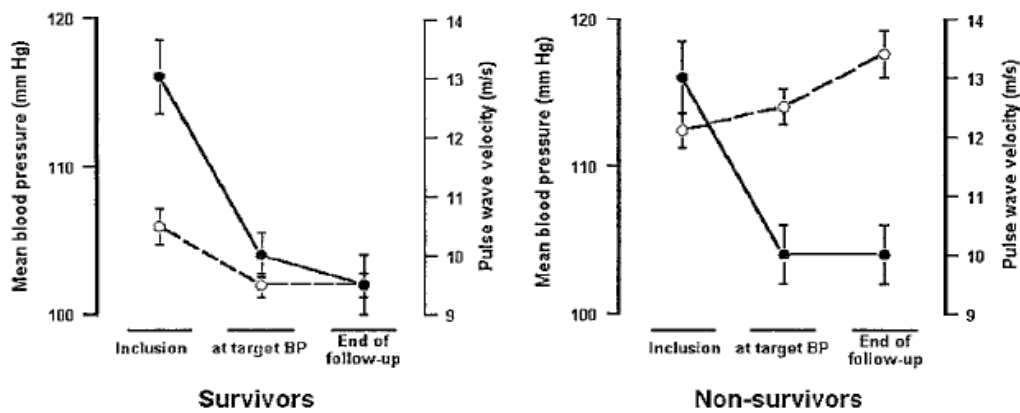 Mean blood pressure (mm Hg)
120
110
100
14
13
12
11
10
9
Pulse wave velocity (m/s)
Inclusion
at target BP
End of
follow-up
Survivors
Mean blood pressure (mm Hg)
120
110
100
14
13
12
11
10
9
Pulse wave velocity (m/s)
Inclusion
at target BP
End of
follow-up
Non-survivors